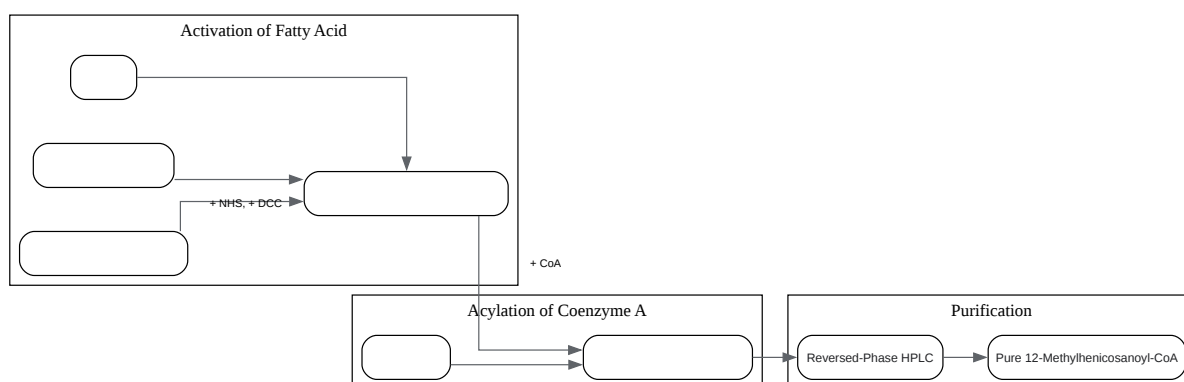 Activation of Fatty Acid
+ NHS, + DCC
+ CoA
Acylation of Coenzyme A
Purification
Reversed-Phase HPLC
Pure 12-Methylhenicosanoyl-CoA